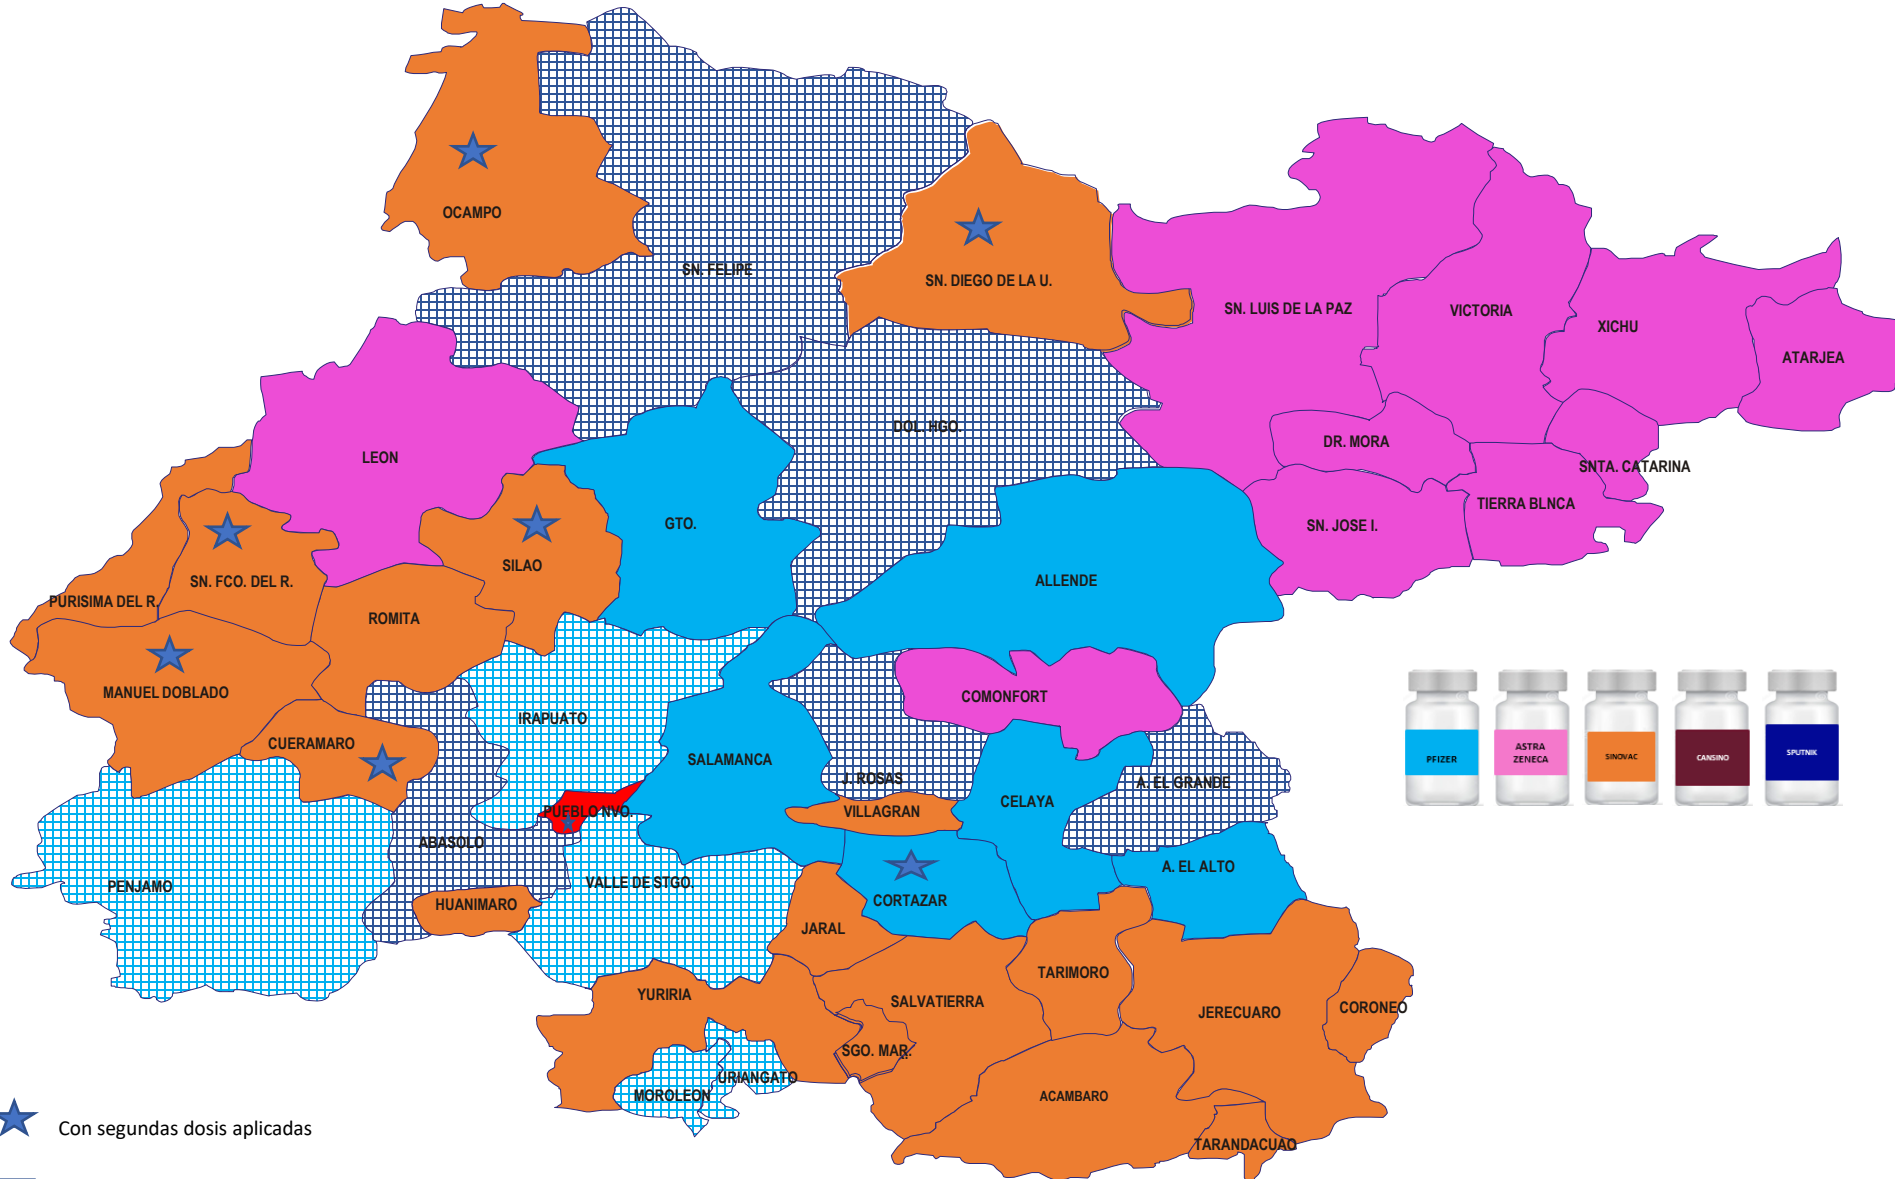 OCAMPO
SN. FELIPE
SN. DIEGO DE LA U.
SN. LUIS DE LA PAZ
VICTORIA
XICHU
ATARJEA
LEON
DOL. HGO.
DR. MORA
SNTA. CATARINA
TIERRA BLNCA
SN. JOSE I.
GTO.
SILAO
SN. FCO. DEL R.
PURISIMA DEL R.
ROMITA
ALLENDE
MANUEL DOBLADO
COMONFORT
IRAPUATO
CUERAMARO
SALAMANCA
J. ROSAS
A. EL GRANDE
CELAYA
VILLAGRAN
PUEBLO NVO.
ABASOLO
A. EL ALTO
PENJAMO
VALLE DE STGO.
HUANIMARO
CORTAZAR
JARAL
TARIMORO
YURIRIA
SALVATIERRA
JERECUARO
CORONEO
SGO. MAR.
URIANGATO
MOROLEON
ACAMBARO
TARANDACUAO
PFIZER
ASTRA
ZENECA
SINOVAC
CANSINO
SPUTNIK
Con segundas dosis aplicadas